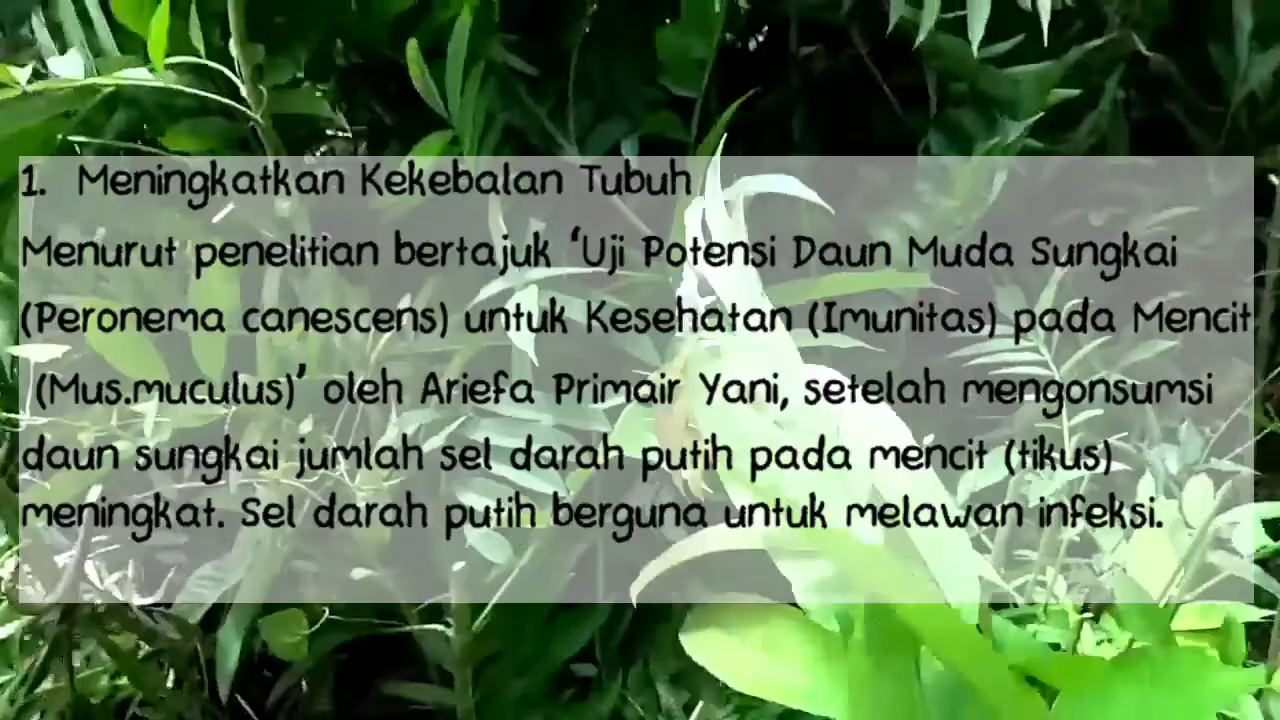 1. Meningkatkan Kekebalan Tubuh
Menurut penelitian bertajuk ‘Uji Potensi Daun Muda Sungkai
(Peronema canescens) untuk Kesehatan (Imunitas) pada Mencit
(Mus.muculus)’ oleh Ariefa Primair Yani, setelah mengonsumsi
daun sungkai jumlah sel darah putih pada mencit (tikus)
meningkat. Sel darah putih berguna untuk melawan infeksi.